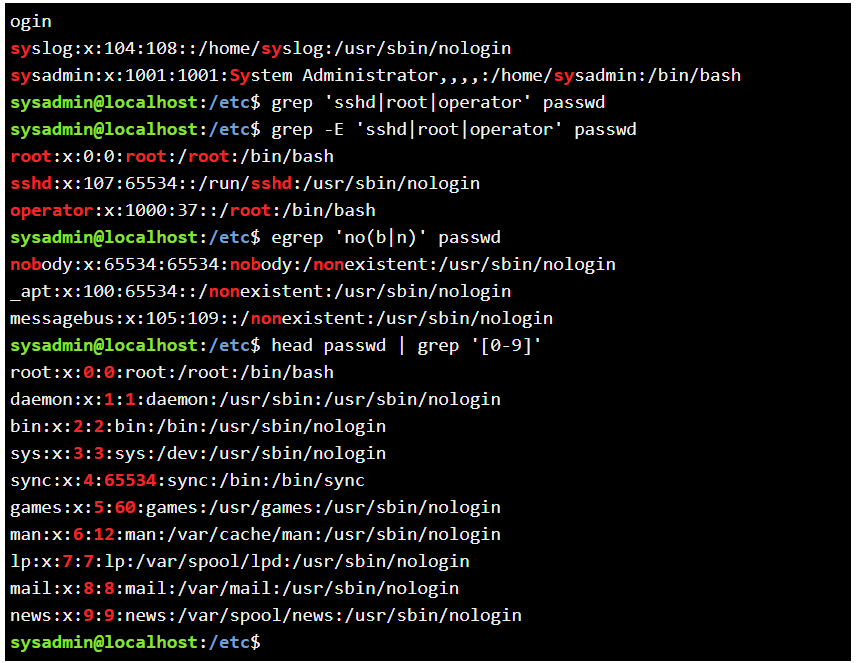 ogin
syslog:x:104:108::/home/syslog:/usr/sbin/nologin
sysadmin:x:1001:1001:System Administrator,,,,:/home/sysadmin:/bin/bash
sysadmin@localhost:/etc$ grep 'sshd|root|operator' passwd
sysadmin@localhost:/etc$ grep -E 'sshd|root|operator' passwd
root:x:0:0:root:/root:/bin/bash
sshd:x:107:65534::/run/sshd:/usr/sbin/nologin
operator:x:1000:37::/root:/bin/bash
sysadmin@localhost:/etc$ egrep 'no(b|n)' passwd
nobody:x:65534:65534:nobody:/nonexistent:/usr/sbin/nologin
_apt:x:100:65534::/nonexistent:/usr/sbin/nologin
messagebus:x:105:109::/nonexistent:/usr/sbin/nologin
sysadmin@localhost:/etc$ head passwd | grep '[0-9]'
root:x:0:0:root:/root:/bin/bash
daemon:x:1:1:daemon:/usr/sbin:/usr/sbin/nologin
bin:x:2:2:bin:/bin:/usr/sbin/nologin
sys:x:3:3:sys:/dev:/usr/sbin/nologin
sync:x:4:65534:sync:/bin:/bin/sync
games:x:5:60:games:/usr/games:/usr/sbin/nologin
man:x:6:12:man:/var/cache/man:/usr/sbin/nologin
lp:x:7:7:lp:/var/spool/lpd:/usr/sbin/nologin
mail:x:8:8:mail:/var/mail:/usr/sbin/nologin
news:x:9:9:news:/var/spool/news:/usr/sbin/nologin
sysadmin@localhost:/etc$